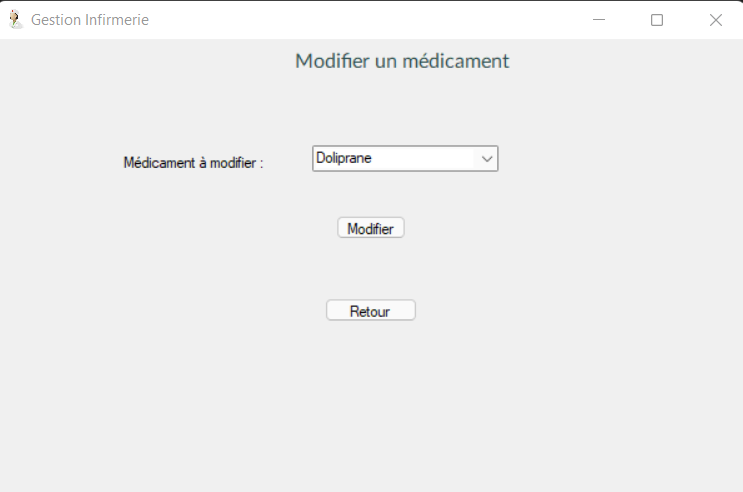 Gestion Infirmerie
Modifier un médicament
Médicament à modifier :
Doliprane
Modifier
Retour